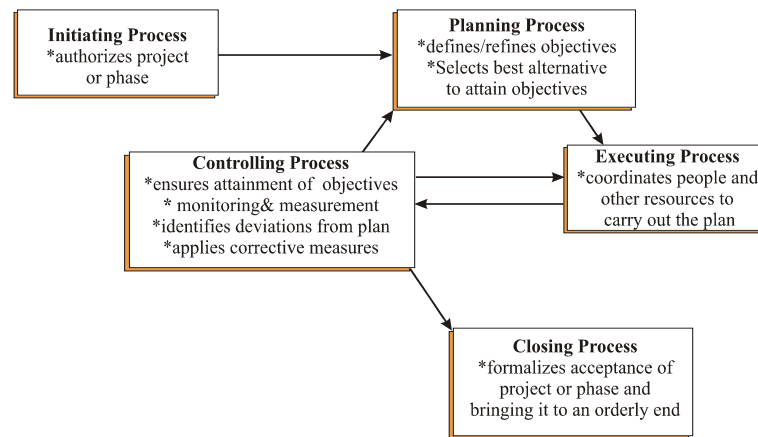 Initiating Process
*authorizes project
or phase
Planning Process
*defines/refines objectives
*Selects best alternative
to attain objectives
Controlling Process
*ensures attainment of objectives
* monitoring& measurement
*identifies deviations from plan
*applies corrective measures
Executing Process
*coordinates people and
other resources to
carry out the plan
Closing Process
*formalizes acceptance of
project or phase and
bringing it to an orderly end